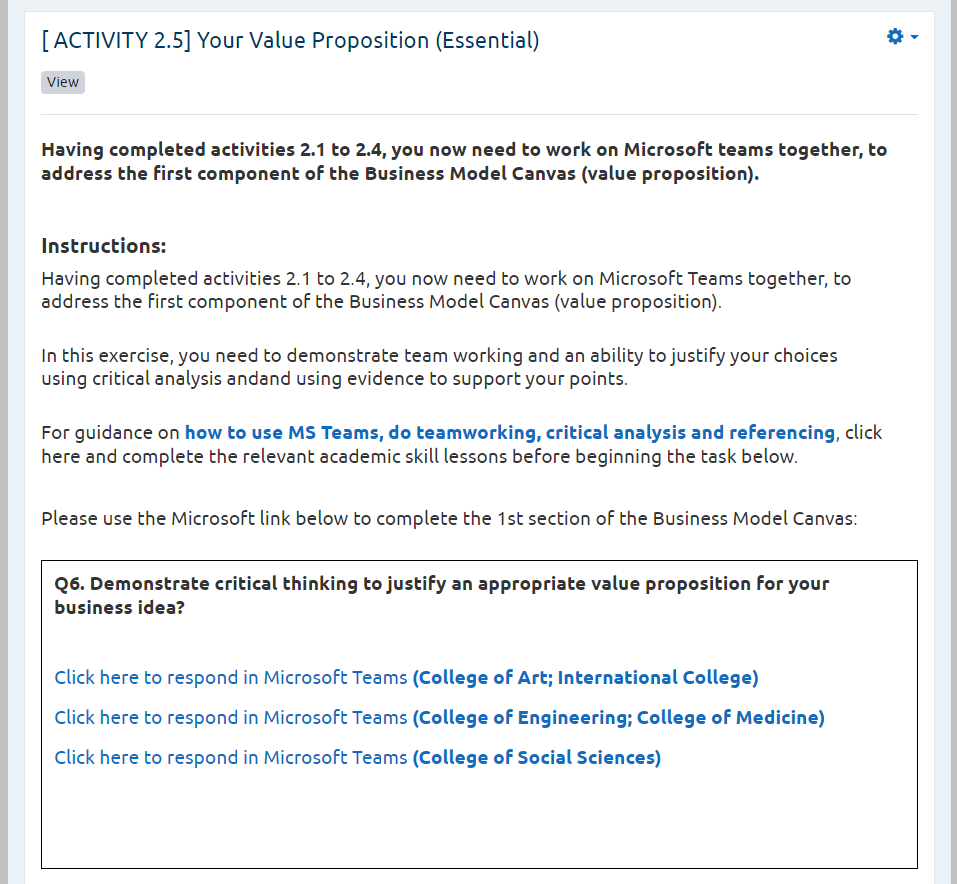 [ ACTIVITY 2.5] Your Value Proposition (Essential)
View
Having completed activities 2.1 to 2.4, you now need to work on Microsoft teams together, to
address the first component of the Business Model Canvas (value proposition).
Instructions:
Having completed activities 2.1 to 2.4, you now need to work on Microsoft Teams together, to
address the first component of the Business Model Canvas (value proposition).
In this exercise, you need to demonstrate team working and an ability to justify your choices
using critical analysis andand using evidence to support your points.
For guidance on how to use MS Teams, do teamworking, critical analysis and referencing, click
here and complete the relevant academic skill lessons before beginning the task below.
Please use the Microsoft link below to complete the 1st section of the Business Model Canvas:
Q6. Demonstrate critical thinking to justify an appropriate value proposition for your
business idea?
Click here to respond in Microsoft Teams (College of Art; International College)
Click here to respond in Microsoft Teams (College of Engineering; College of Medicine)
Click here to respond in Microsoft Teams (College of Social Sciences)